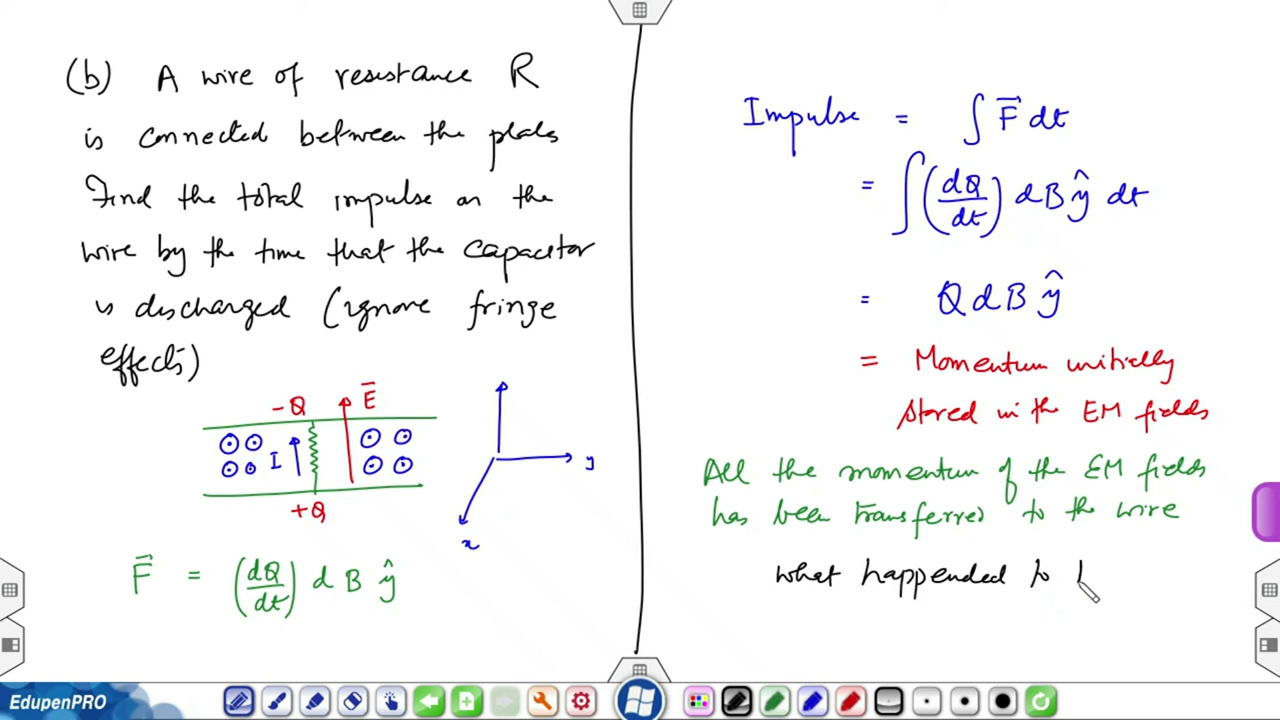 (b) A wire of resistance R
is connected between the plates
Find the total impulse on the
wire by the time that the capacitor
is discharged (ignore fringe
effects)
-Q
E⃗
I
+Q
y
x
F⃗ = (dQ/dt) d B ŷ
Impulse = ∫ F⃗ dt
= ∫ (dQ/dt) d B ŷ dt
= Q d B ŷ
= Momentum initially
stored in the EM fields
All the momentum of the EM fields
has been transferred to the wire
what happended to
EdupenPRO